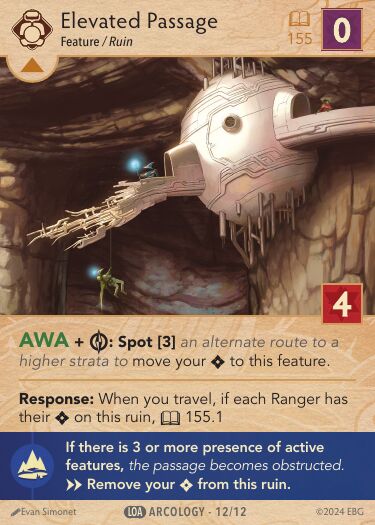 Elevated Passage
Feature / Ruin
155
0
4
AWA + : Spot [3] an alternate route to a
higher strata to move your to this feature.
Response: When you travel, if each Ranger has
their on this ruin, 155.1
If there is 3 or more presence of active
features, the passage becomes obstructed.
Remove your from this ruin.
Evan Simonet
LOA ARCOLOGY - 12/12
©2024 EBG